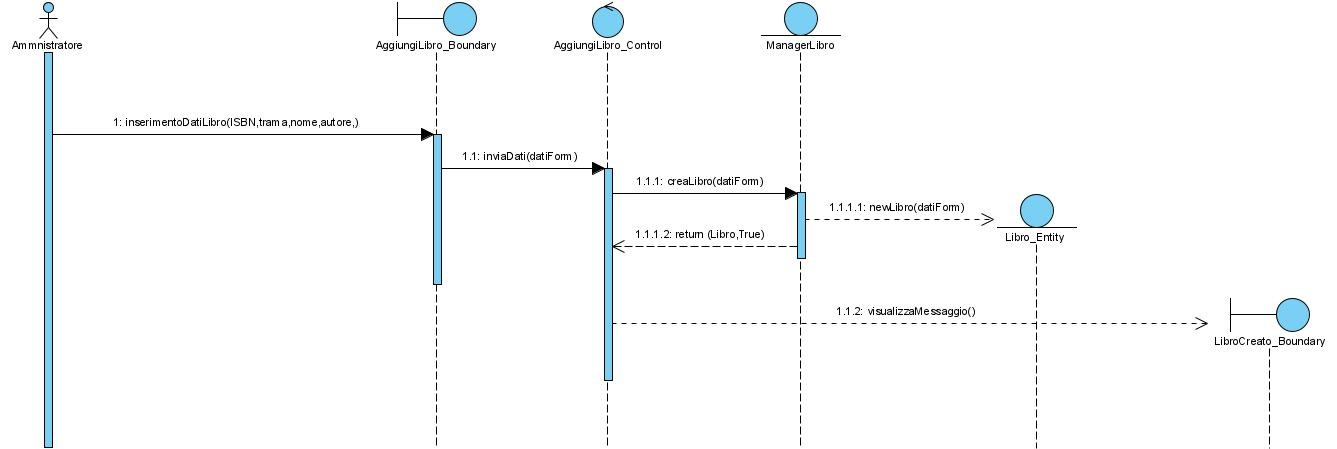 Ammnistratore
AggiungiLibro_Boundary
AggiungiLibro_Control
ManagerLibro
1: inserimentoDatiLibro(ISBN,trama,nome,autore,)
1.1: inviaDati(datiForm)
1.1.1: creaLibro(datiForm)
1.1.1.1: newLibro(datiForm)
1.1.1.2: return (Libro,True)
Libro_Entity
1.1.2: visualizzaMessaggio()
LibroCreato_Boundary